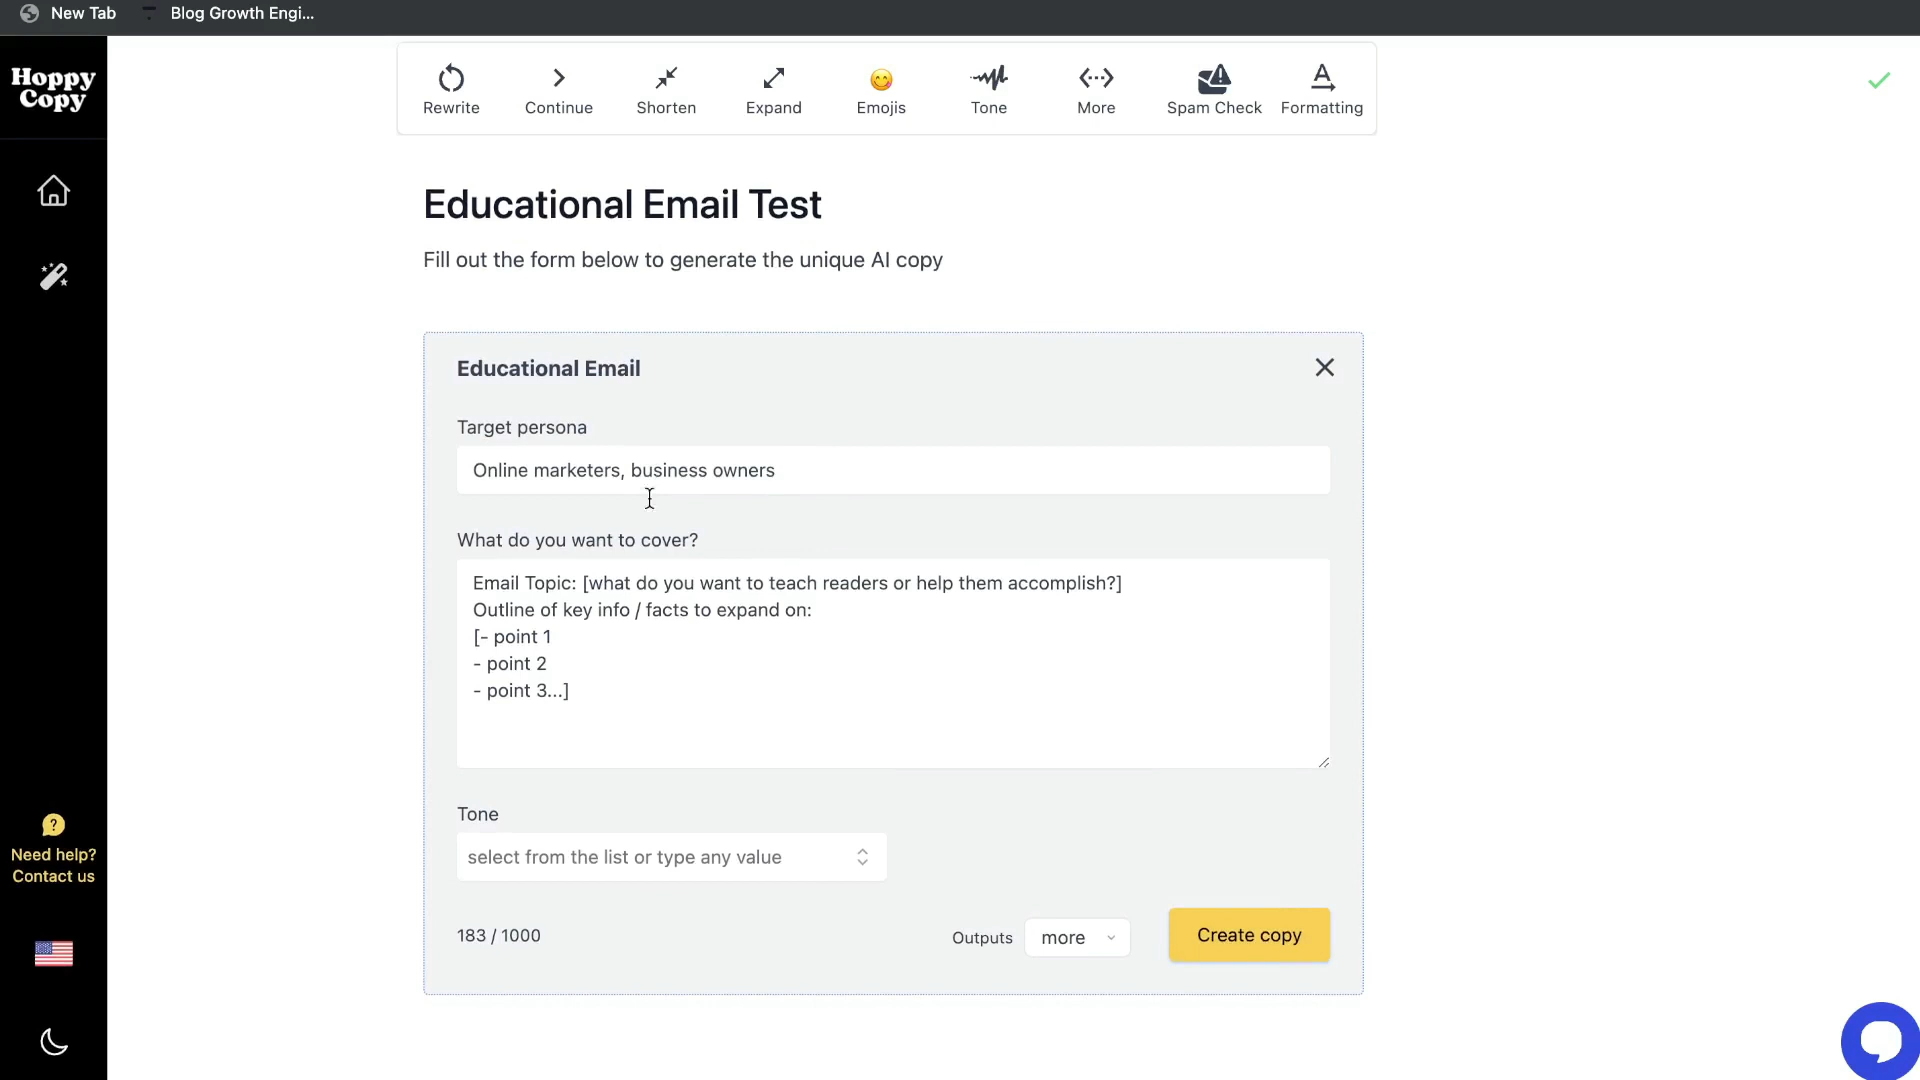 New Tab
Blog Growth Engi...
Hoppy
Copy
Rewrite
Continue
Shorten
Expand
Emojis
Tone
More
Spam Check
Formatting
Educational Email Test
Fill out the form below to generate the unique AI copy
Educational Email
Target persona
Online marketers, business owners
What do you want to cover?
Email Topic: [what do you want to teach readers or help them accomplish?]
Outline of key info / facts to expand on:
[- point 1
- point 2
- point 3...]
Tone
select from the list or type any value
183 / 1000
Outputs
more
Create copy
?
Need help?
Contact us